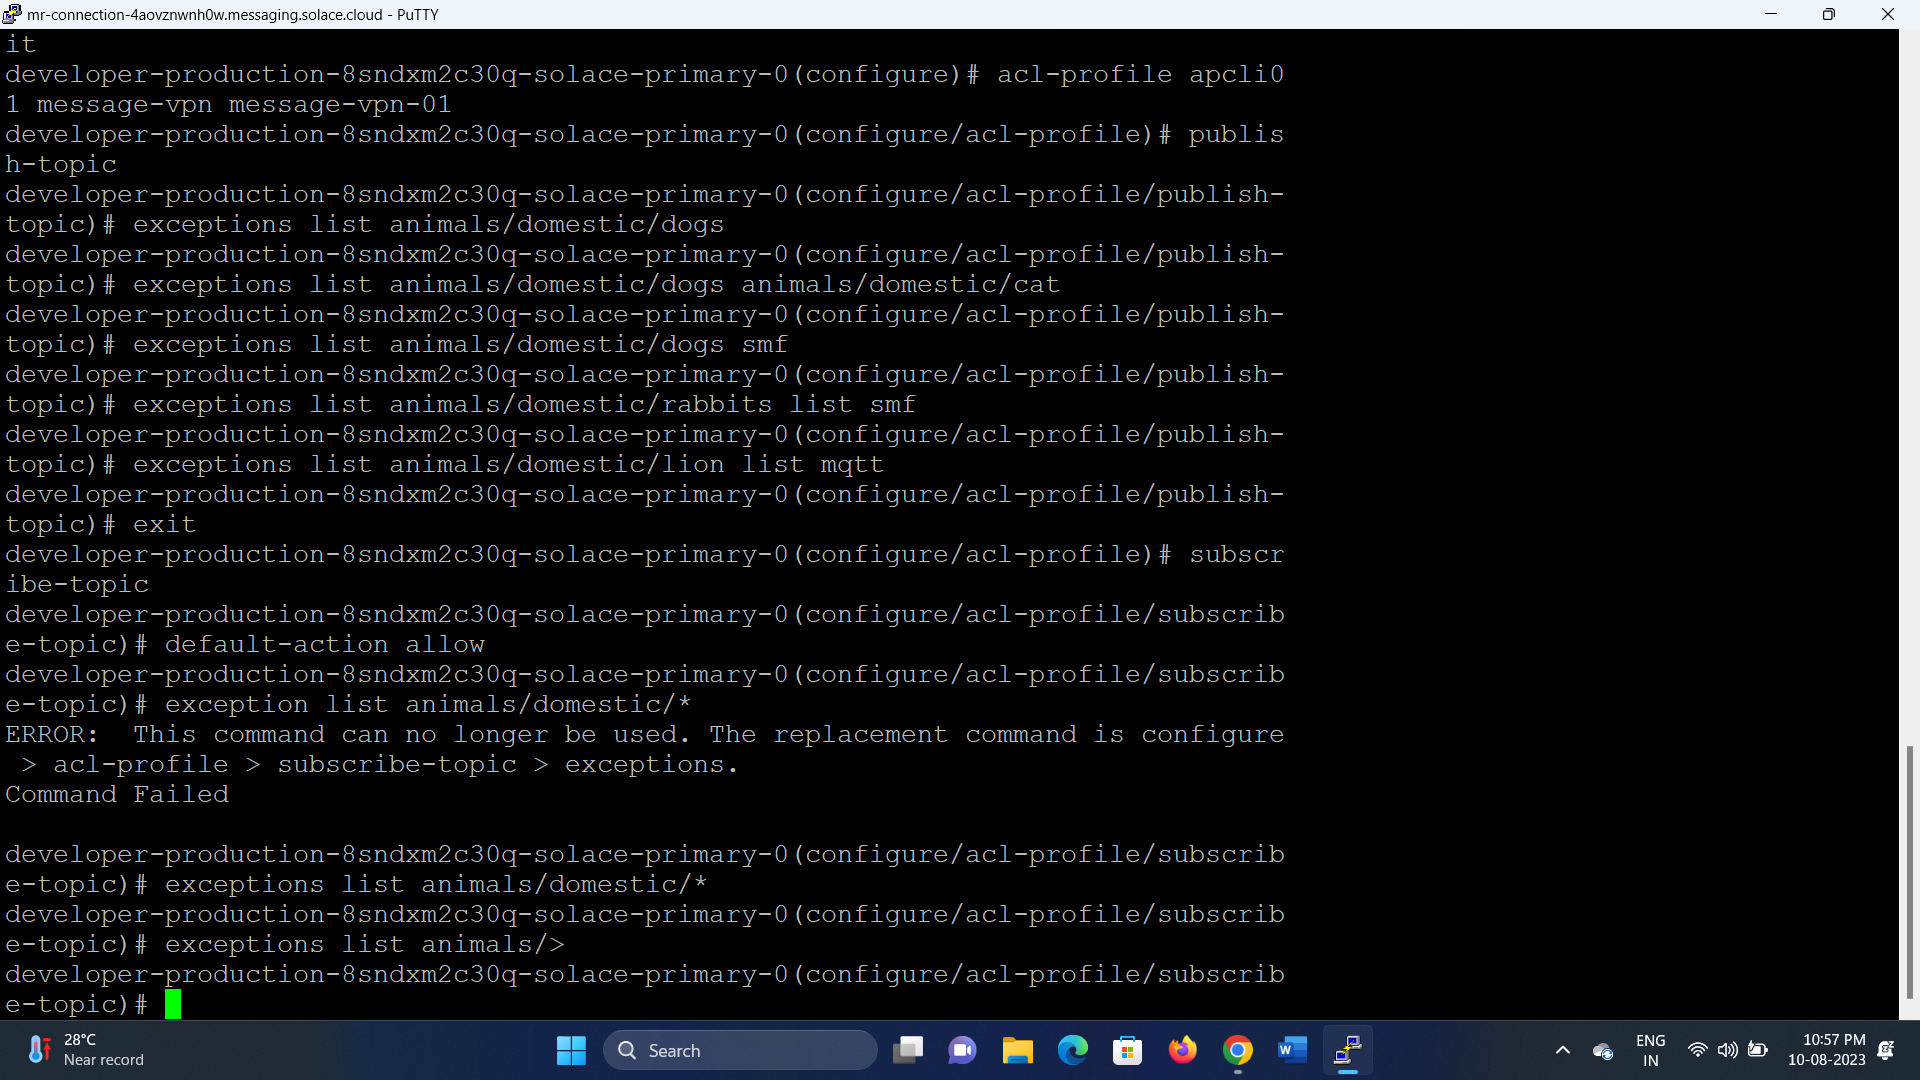 mr-connection-4aovznwnh0w.messaging.solace.cloud - PuTTY
it
developer-production-8sndxm2c30q-solace-primary-0(configure)# acl-profile apcli0
1 message-vpn message-vpn-01
developer-production-8sndxm2c30q-solace-primary-0(configure/acl-profile)# publis
h-topic
developer-production-8sndxm2c30q-solace-primary-0(configure/acl-profile/publish-
topic)# exceptions list animals/domestic/dogs
developer-production-8sndxm2c30q-solace-primary-0(configure/acl-profile/publish-
topic)# exceptions list animals/domestic/dogs animals/domestic/cat
developer-production-8sndxm2c30q-solace-primary-0(configure/acl-profile/publish-
topic)# exceptions list animals/domestic/dogs smf
developer-production-8sndxm2c30q-solace-primary-0(configure/acl-profile/publish-
topic)# exceptions list animals/domestic/rabbits list smf
developer-production-8sndxm2c30q-solace-primary-0(configure/acl-profile/publish-
topic)# exceptions list animals/domestic/lion list mqtt
developer-production-8sndxm2c30q-solace-primary-0(configure/acl-profile/publish-
topic)# exit
developer-production-8sndxm2c30q-solace-primary-0(configure/acl-profile)# subscr
ibe-topic
developer-production-8sndxm2c30q-solace-primary-0(configure/acl-profile/subscrib
e-topic)# default-action allow
developer-production-8sndxm2c30q-solace-primary-0(configure/acl-profile/subscrib
e-topic)# exception list animals/domestic/*
ERROR:  This command can no longer be used. The replacement command is configure
 > acl-profile > subscribe-topic > exceptions.
Command Failed
developer-production-8sndxm2c30q-solace-primary-0(configure/acl-profile/subscrib
e-topic)# exceptions list animals/domestic/*
developer-production-8sndxm2c30q-solace-primary-0(configure/acl-profile/subscrib
e-topic)# exceptions list animals/>
developer-production-8sndxm2c30q-solace-primary-0(configure/acl-profile/subscrib
e-topic)#
28°C
Near record
Search
ENG
IN
10:57 PM
10-08-2023